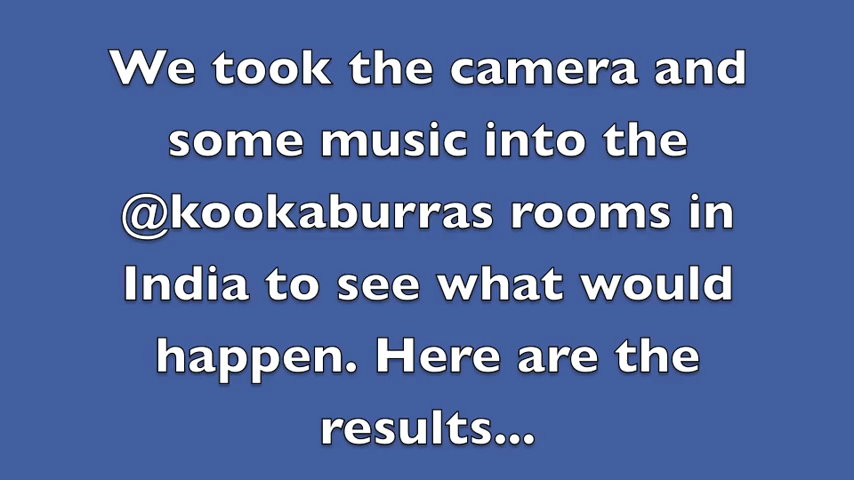 We took the camera and
some music into the
@kookaburras rooms in
India to see what would
happen. Here are the
results...